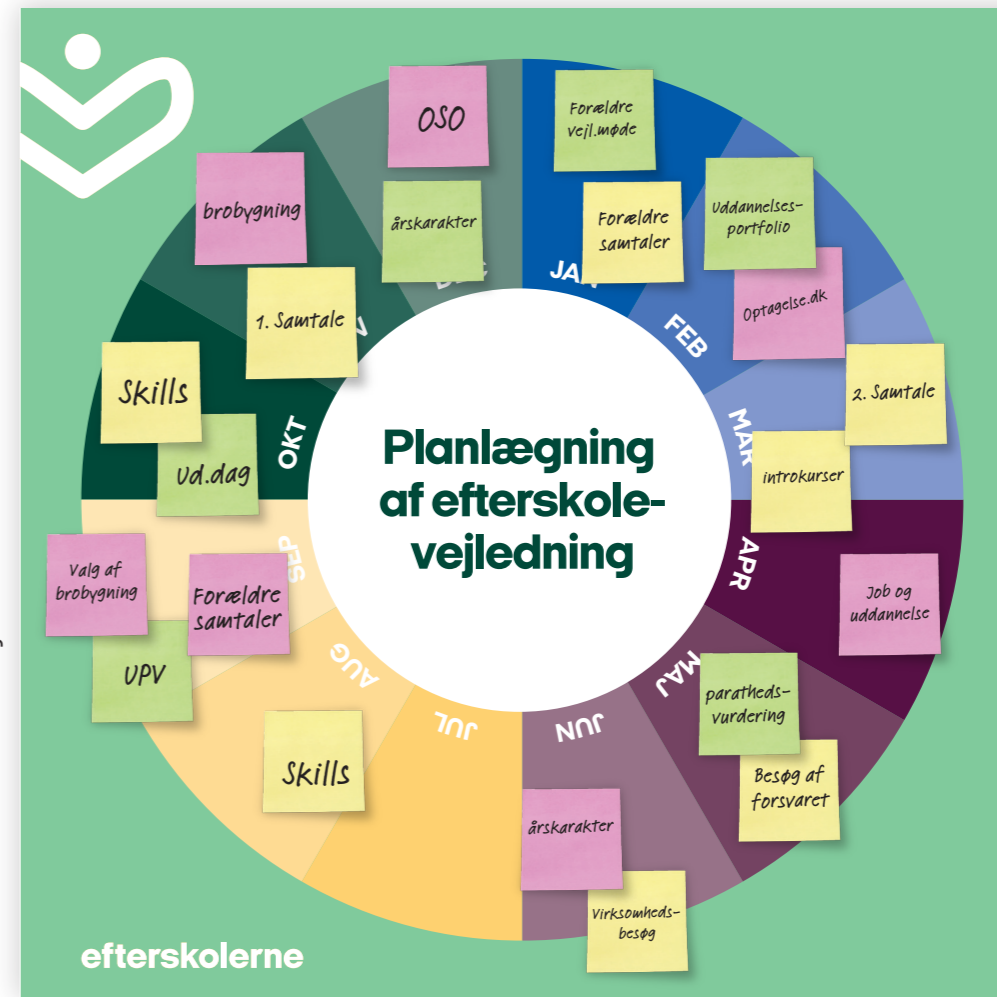 Planlægning
af efterskole-
vejledning
JAN
Forældre
vejl.møde
Forældre
samtaler
FEB
Uddannelses-
portfolio
Optagelse.dk
MAR
2. Samtale
introkurser
APR
Job og
uddannelse
MAJ
paratheds-
vurdering
Besøg af
forsvaret
JUN
årskarakter
Virksomheds-
besøg
JUL
AUG
Skills
SEP
Valg af
brobygning
Forældre
samtaler
UPV
OKT
Skills
Ud.dag
V
brobygning
1. Samtale
OSO
årskarakter
efterskolerne